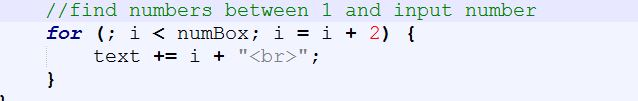 //find numbers between 1 and input number
for (; i < numBox; i = i + 2) {
text += i + "<br>";
}